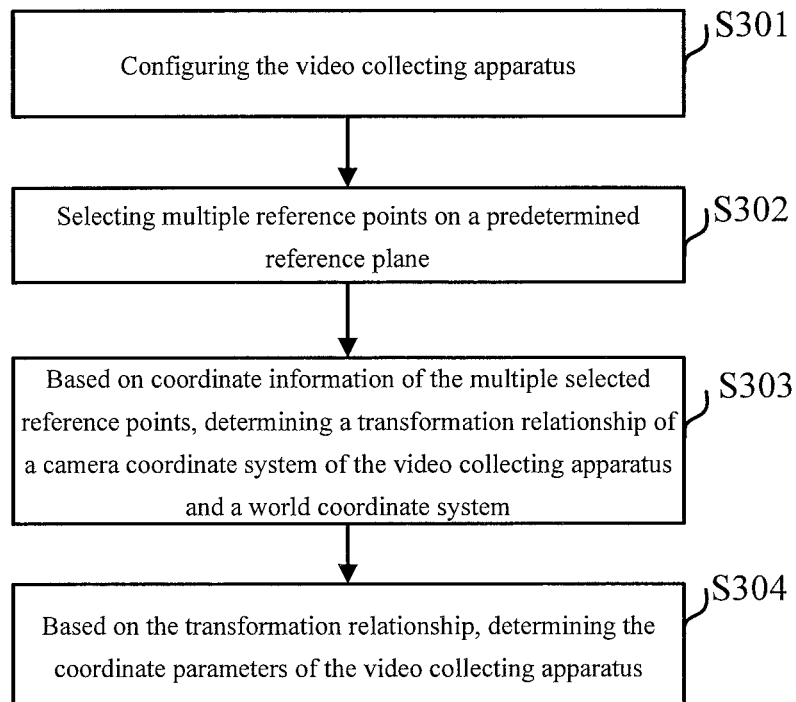 S301
Configuring the video collecting apparatus
S302
Selecting multiple reference points on a predetermined
reference plane
S303
Based on coordinate information of the multiple selected
reference points, determining a transformation relationship of
a camera coordinate system of the video collecting apparatus
and a world coordinate system
S304
Based on the transformation relationship, determining the
coordinate parameters of the video collecting apparatus